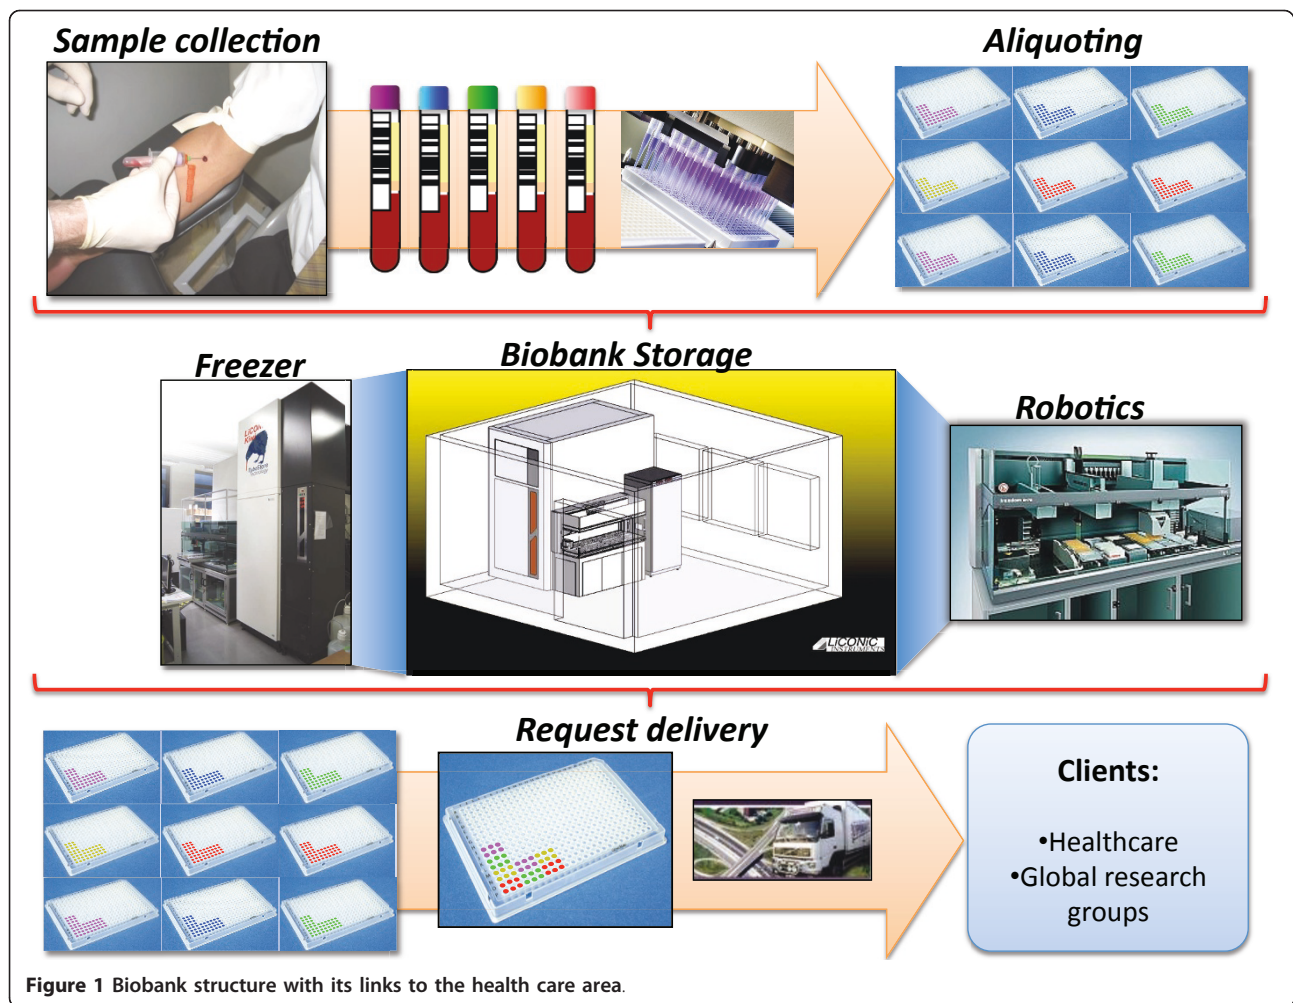 Sample collection
Aliquoting
Freezer
Biobank Storage
Robotics
LiCONIC
INSTRUMENTS
Request delivery
Clients:
•Healthcare
•Global research
groups
Figure 1 Biobank structure with its links to the health care area.